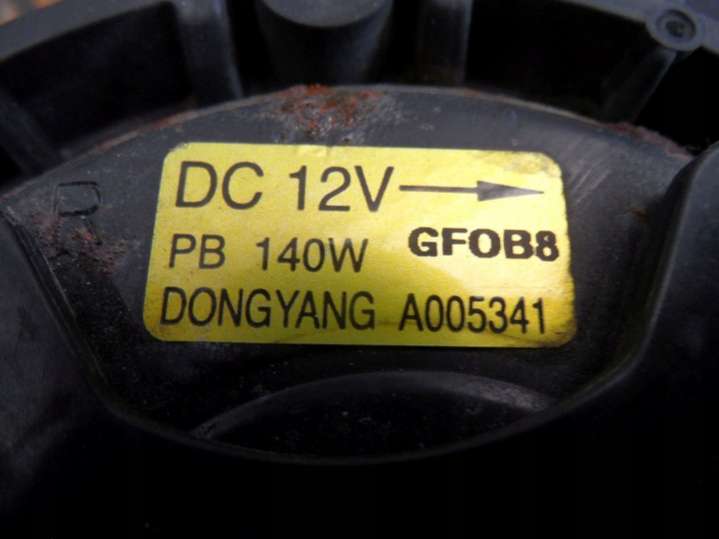 DC 12V
PB 140W GFOB8
DONGYANG A005341